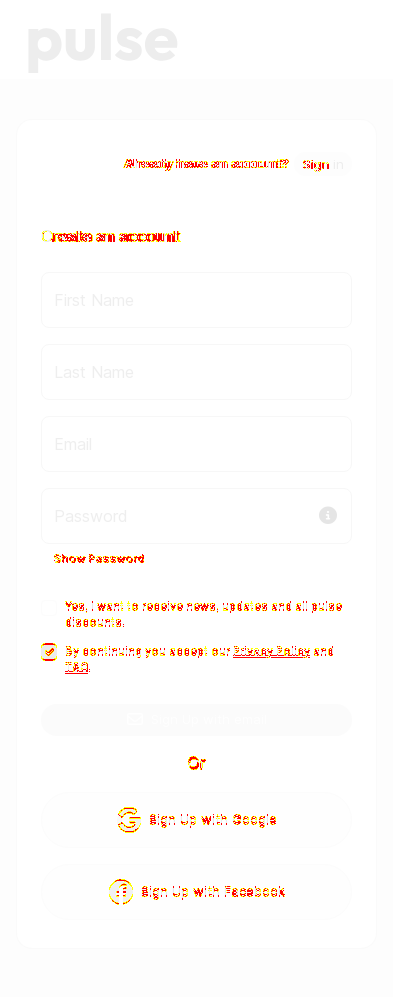 pulse
Already have an account? Sign in
Create an account
First Name
Last Name
Email
Password
Show Password
Yes, I want to receive news, updates and all pulse
discounts.
By continuing you accept our Privacy Policy and
Or
Sign Up with Google
Sign Up with Facebook